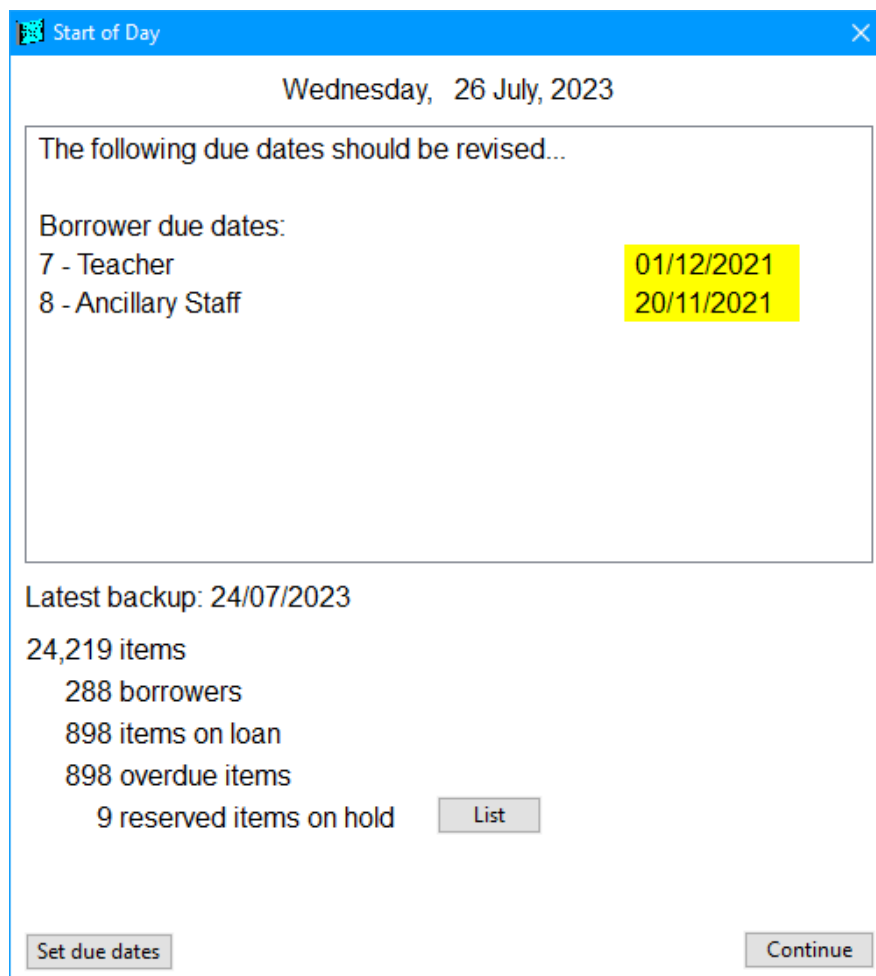 Start of Day
Wednesday, 26 July, 2023
The following due dates should be revised...
Borrower due dates:
7 - Teacher 01/12/2021
8 - Ancillary Staff 20/11/2021
Latest backup: 24/07/2023
24,219 items
288 borrowers
898 items on loan
898 overdue items
9 reserved items on hold List
Set due dates Continue